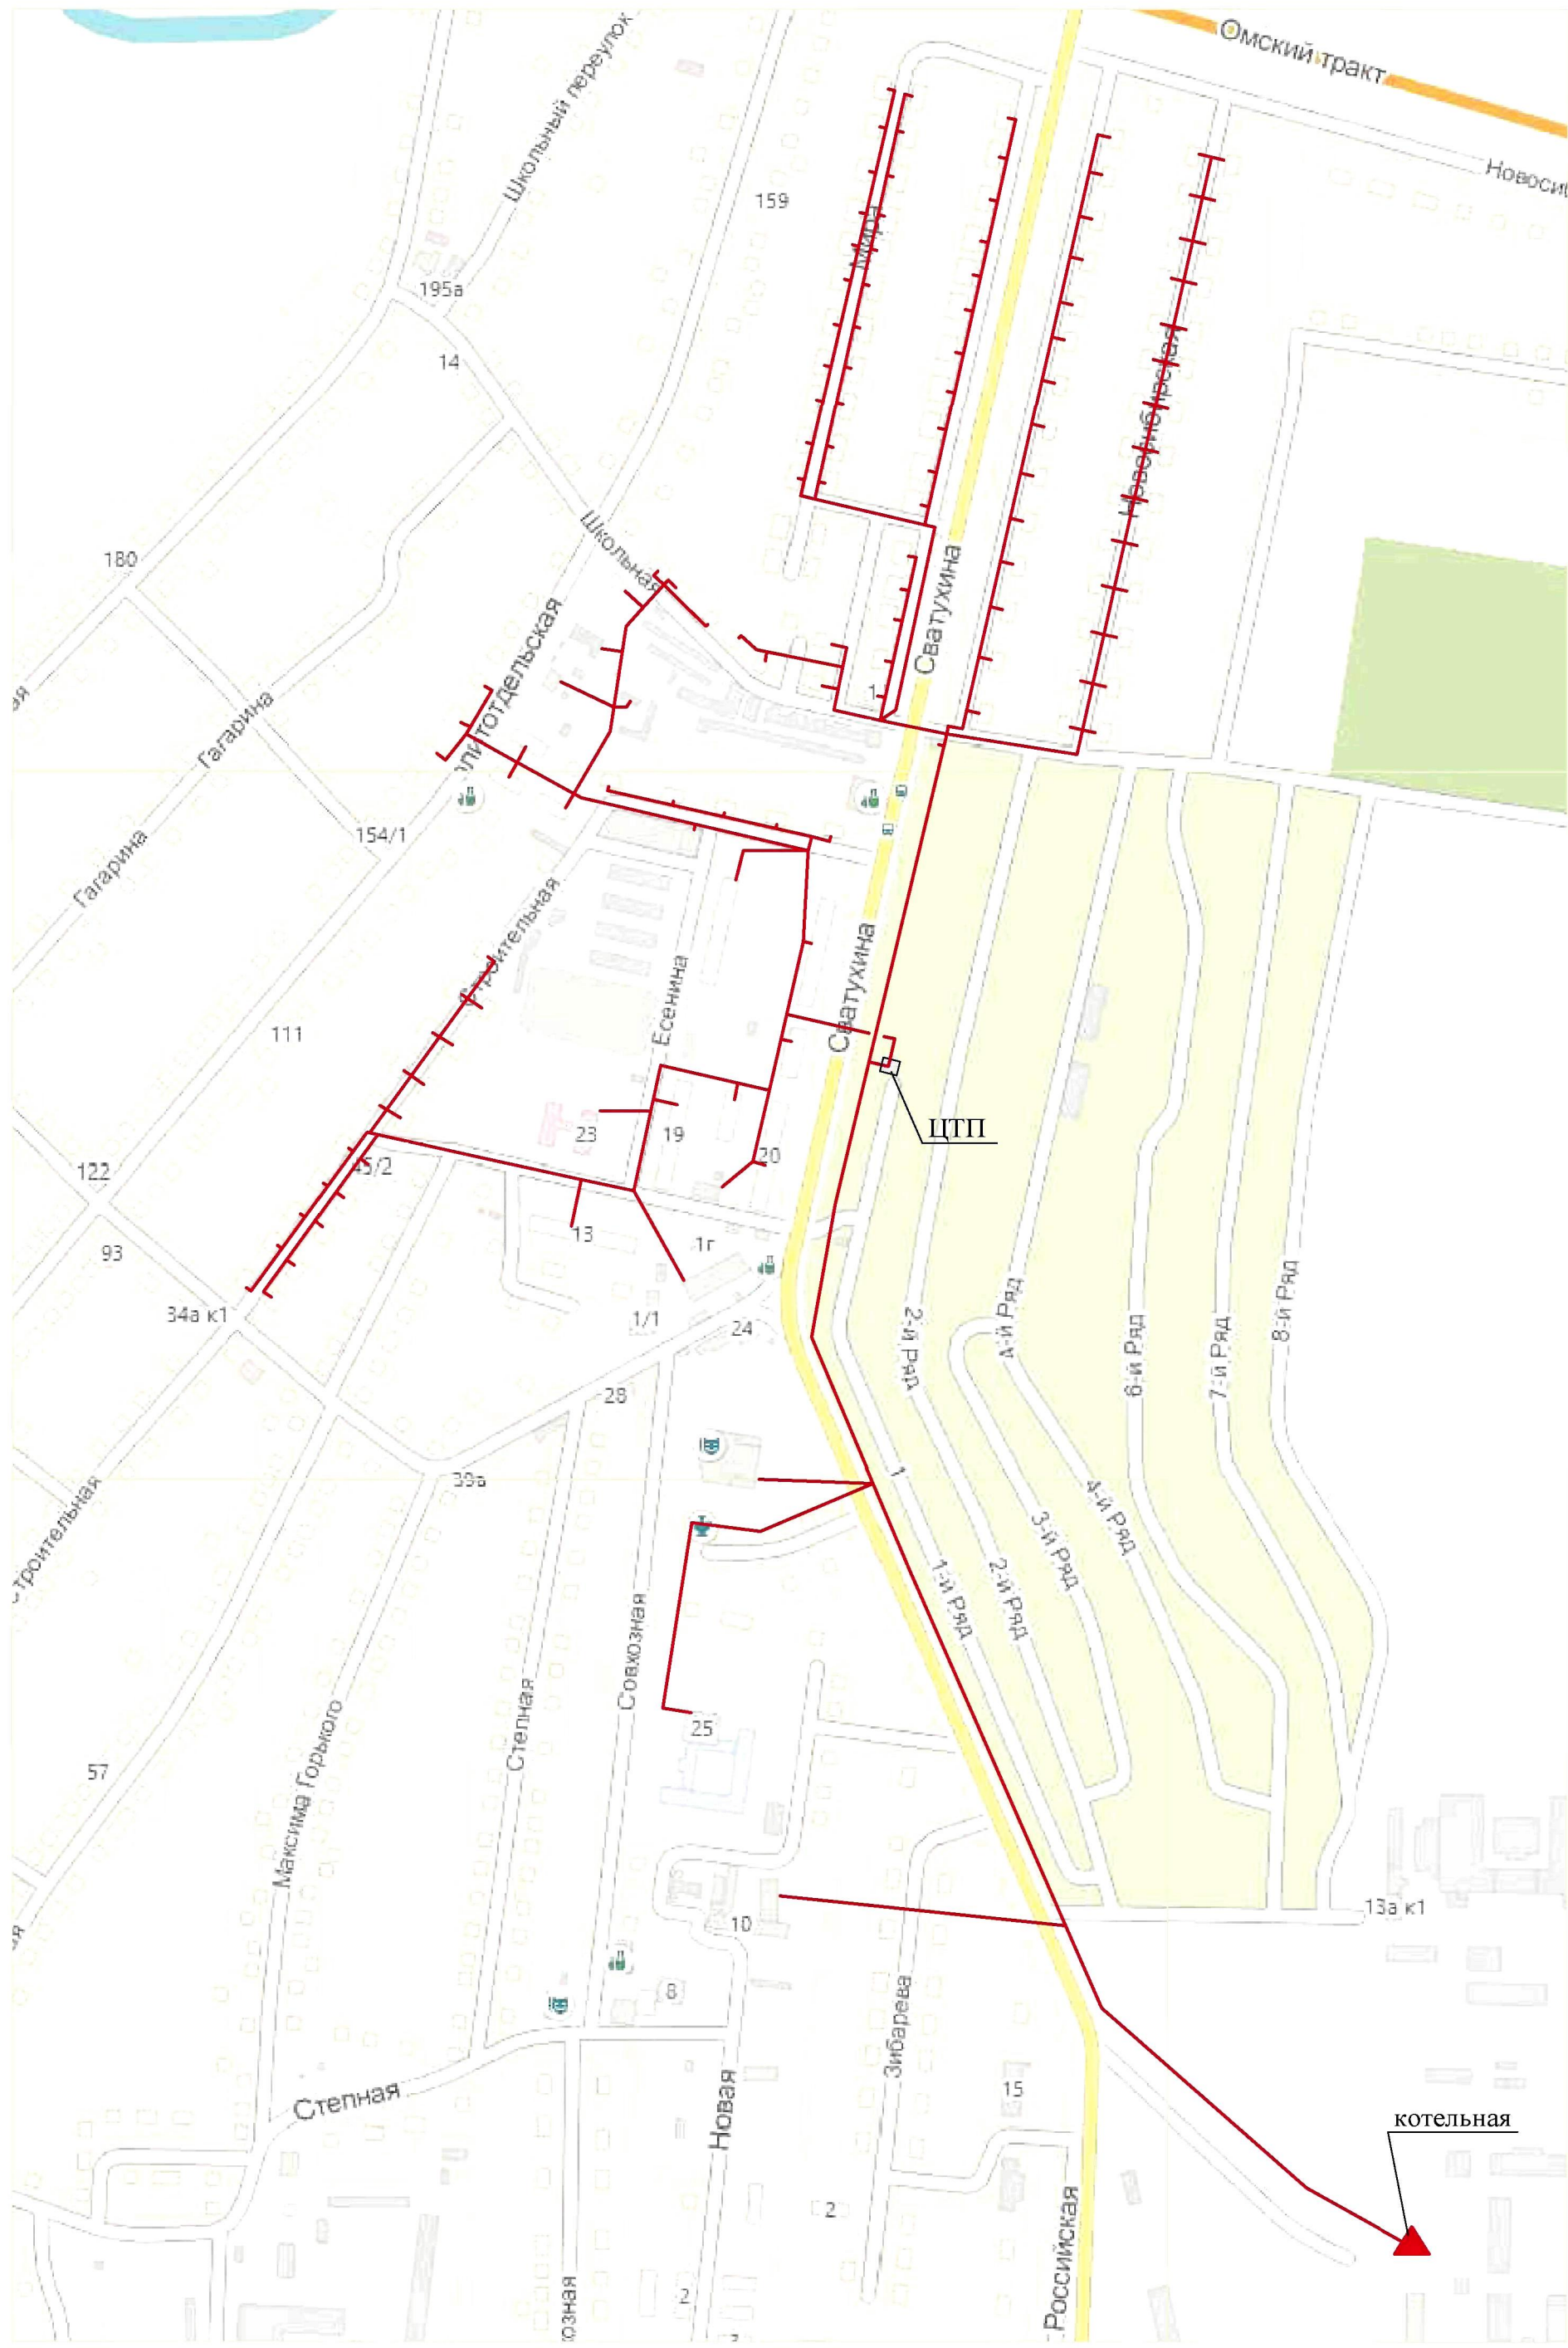 Омский тракт
Школьный переулок
Новосиб
159
Мира
195а
14
Новосибирская
180
Школьная
Сватухина
1
Гагарина
Гагарина
154/1
Строительная
Сватухина
Есенина
111
ЦТП
23
19
20
45/2
122
93
13
1г
34а к1
1/1
24
2-й Ряд
4-й Ряд
6-й Ряд
7-й Ряд
8-й Ряд
28
39а
1
4-й Ряд
3-й Ряд
2-й Ряд
1-й Ряд
Совхозная
25
Степная
57
Максима Горького
13а к1
10
8
Зибарева
15
Степная
Новая
котельная
2
Российская
2